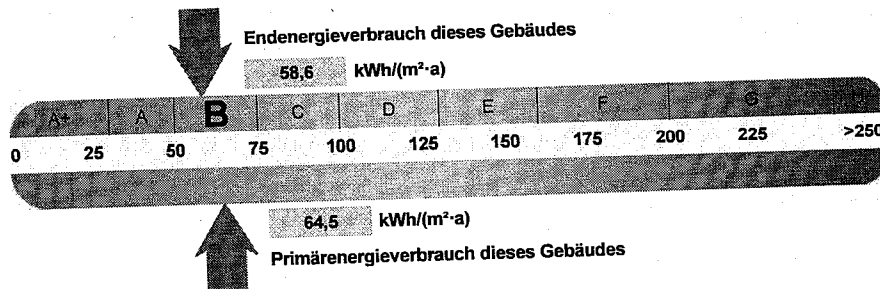 Endenergieverbrauch dieses Gebäudes
58,6 kWh/(m²·a)
A+ A B C D E F G H
0 25 50 75 100 125 150 175 200 225 >250
64,5 kWh/(m²·a)
Primärenergieverbrauch dieses Gebäudes